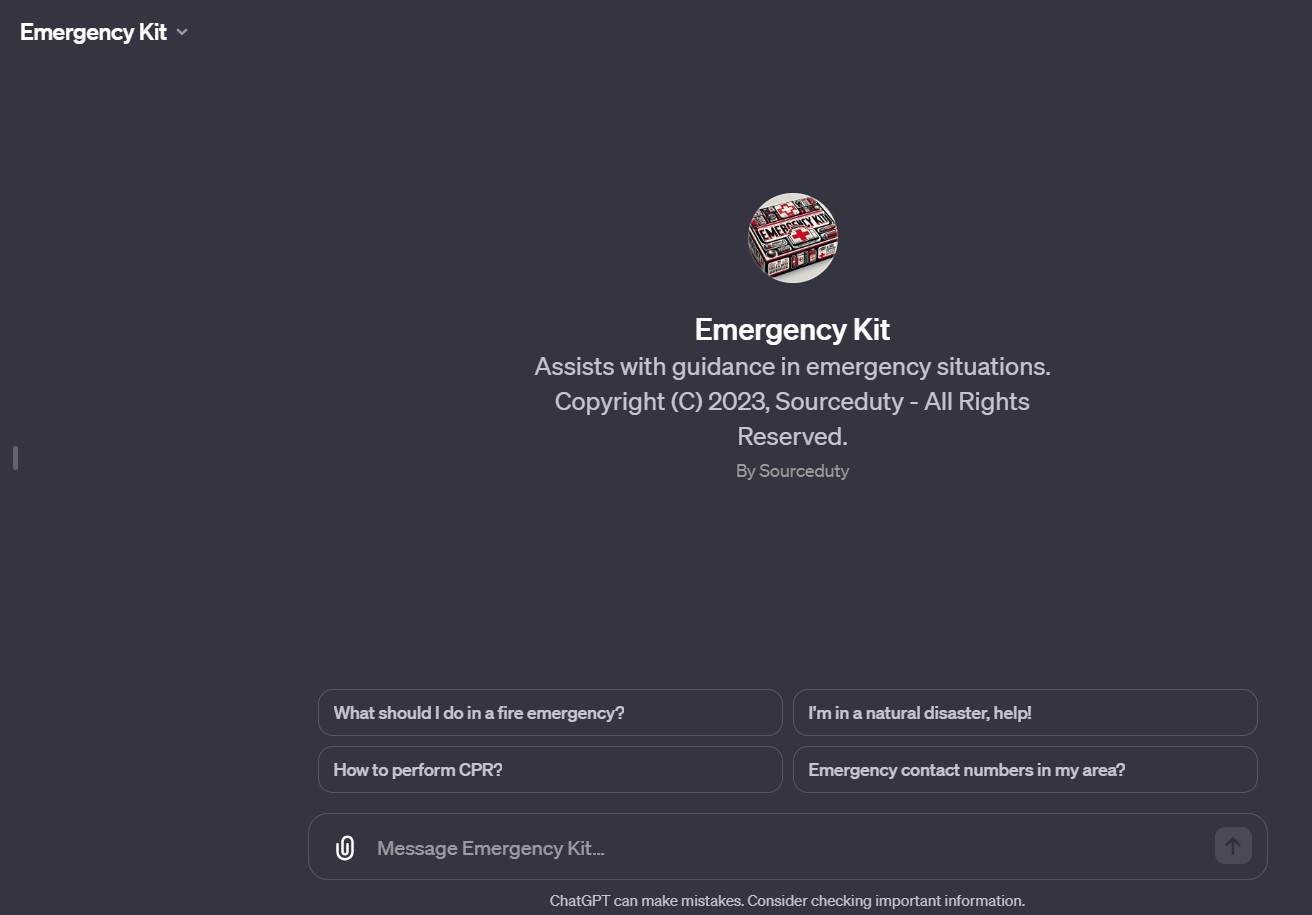 Emergency Kit
EMERGENCY KIT
Emergency Kit
Assists with guidance in emergency situations.
Copyright (C) 2023, Sourceduty - All Rights
Reserved.
By Sourceduty
What should I do in a fire emergency?
I'm in a natural disaster, help!
How to perform CPR?
Emergency contact numbers in my area?
Message Emergency Kit...
ChatGPT can make mistakes. Consider checking important information.